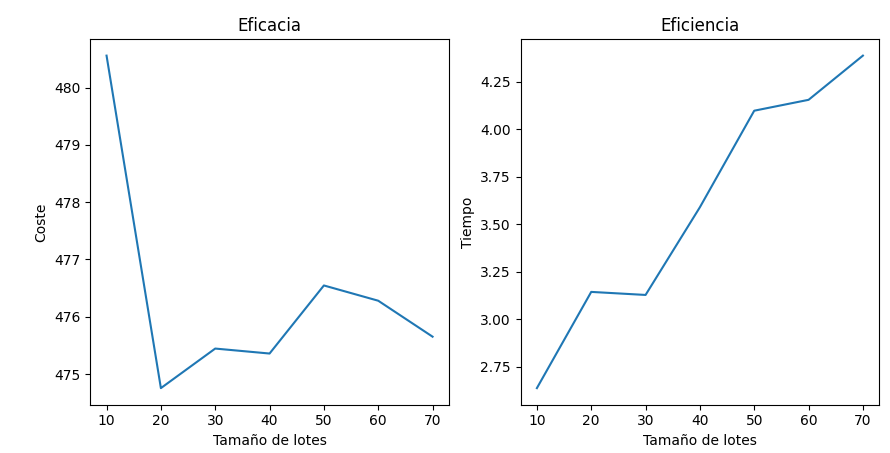 Eficacia
Coste
480
479
478
477
476
475
10 20 30 40 50 60 70
Tamaño de lotes
Eficiencia
Tiempo
4.25
4.00
3.75
3.50
3.25
3.00
2.75
10 20 30 40 50 60 70
Tamaño de lotes